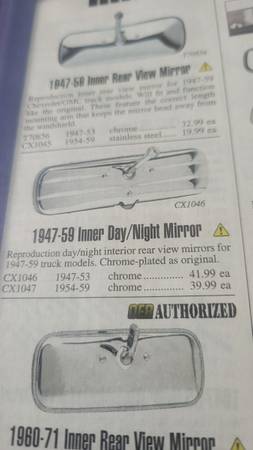 1947-59 Inner Rear View Mirror
Reproduction inner rear view mirror for 1947-59
Chevrolet/GMC truck models. Will fit and function
like the original. These feature the correct length
mounting arm that keeps the mirror head away from
the windshield.
T70856 1947-53 chrome................ 12.99 ea
CX1045 1954-59 stainless steel..... 19.99 ea
CX1046
1947-59 Inner Day/Night Mirror
Reproduction day/night interior rear view mirrors for
1947-59 truck models. Chrome-plated as original.
CX1046 1947-53 chrome.............. 41.99 ea
CX1047 1954-59 chrome.............. 39.99 ea
OER AUTHORIZED
1960-71 Inner Rear View Mirror